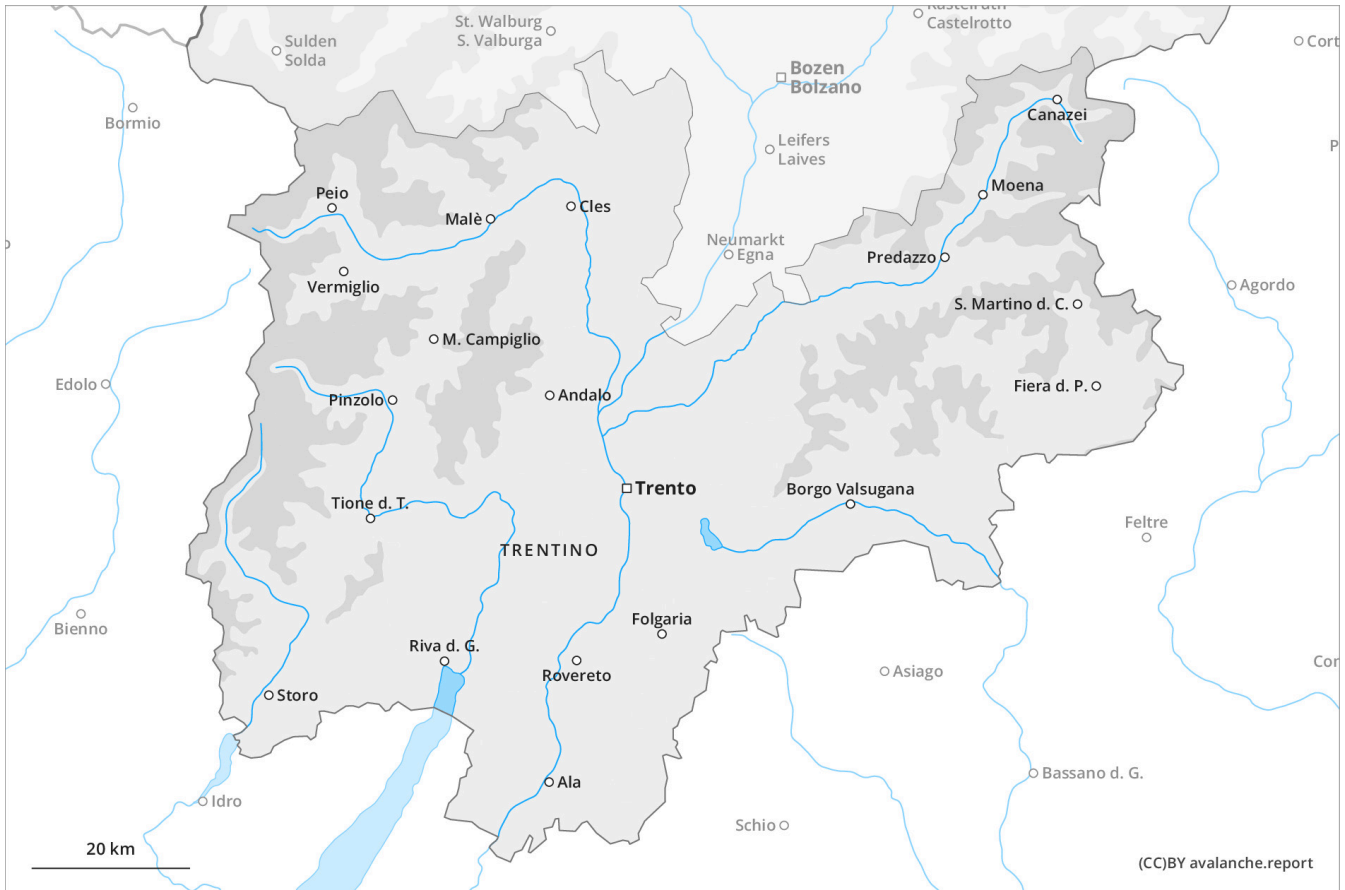 Kastelruth
Castelrotto
St. Walburg
S. Valburga
Sulden
Solda
Cort
Bozen
Bolzano
Bormio
Canazei
Leifers
Laives
P
Moena
Peio
Malè
Cles
Neumarkt
Egna
Predazzo
Vermiglio
Agordo
S. Martino d. C.
M. Campiglio
Edolo
Fiera d. P.
Pinzolo
Andalo
Trento
Borgo Valsugana
Tione d. T.
Feltre
TRENTINO
Bienno
Folgaria
Riva d. G.
Rovereto
Asiago
Cor
Storo
Ala
Bassano d. G.
Idro
Schio
20 km
(CC)BY avalanche.report